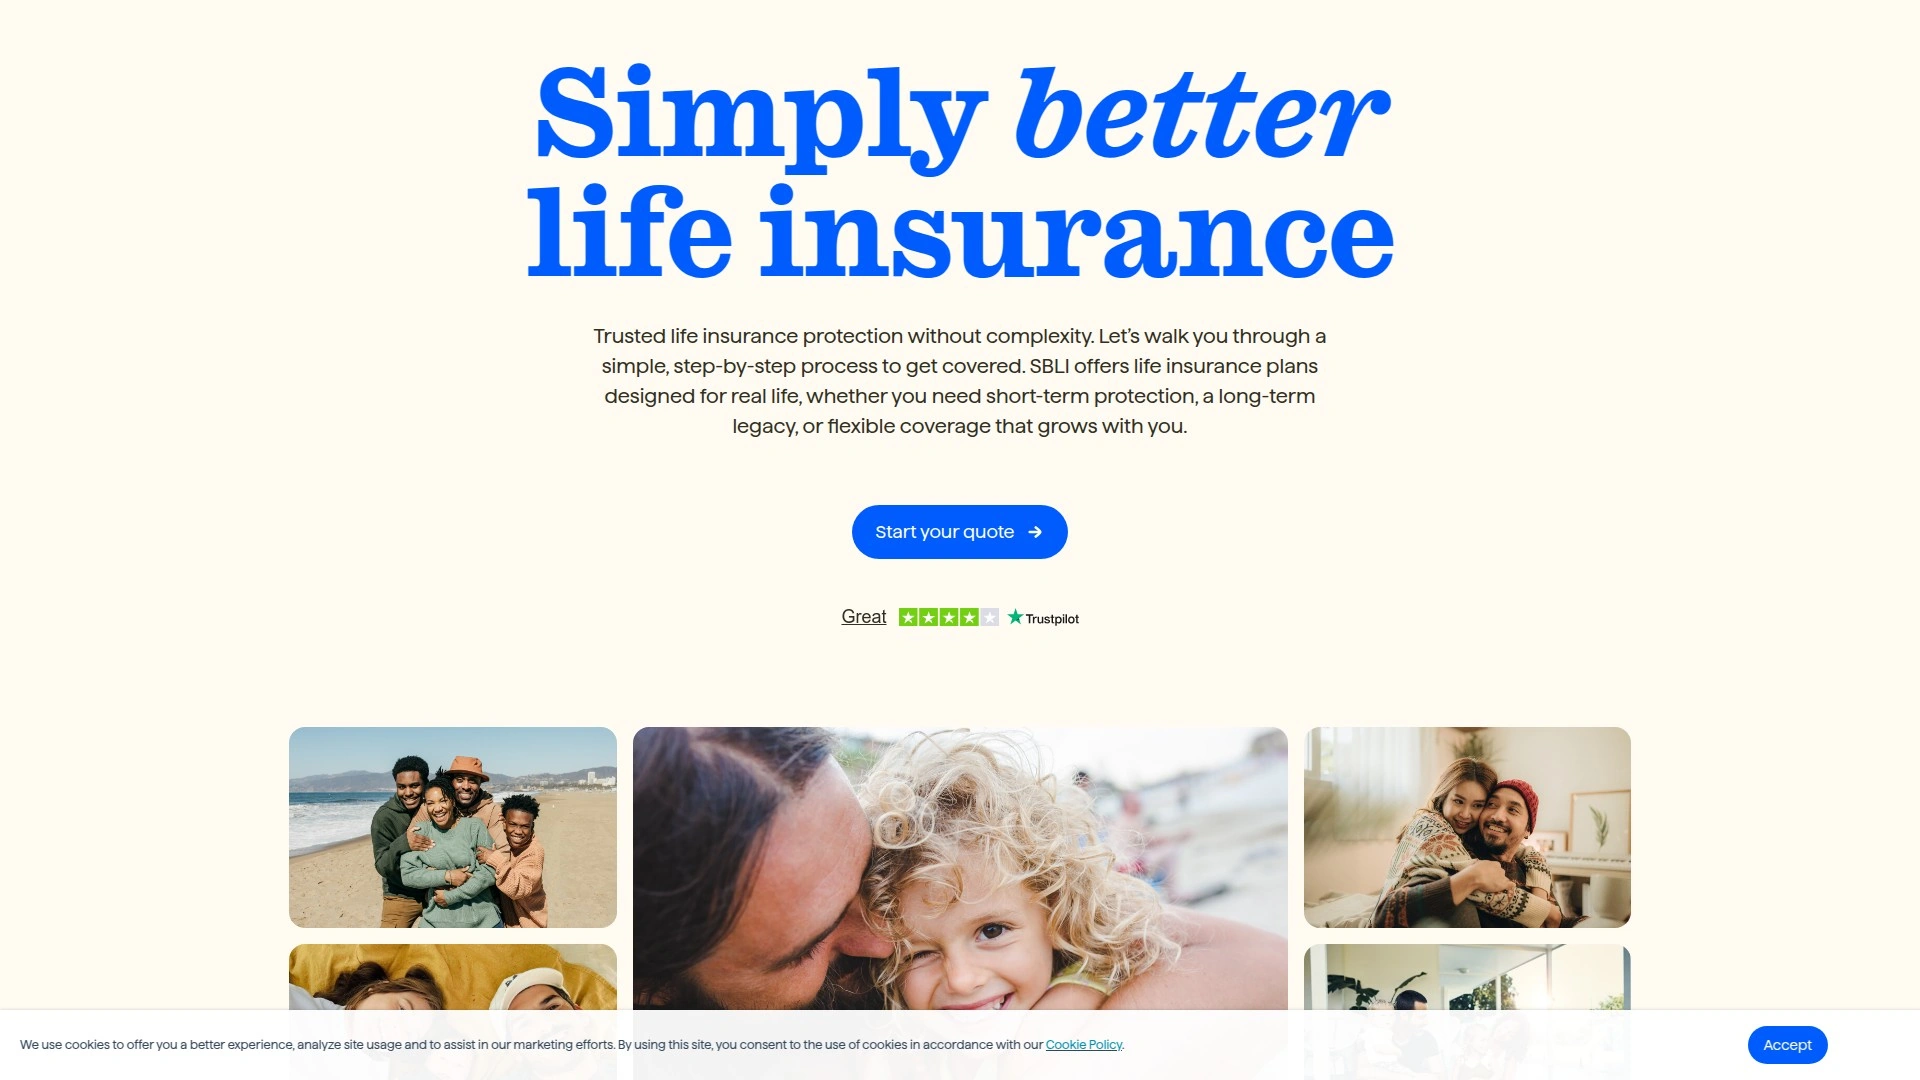 Simply better
life insurance
Trusted life insurance protection without complexity. Let’s walk you through a
simple, step-by-step process to get covered. SBLI offers life insurance plans
designed for real life, whether you need short-term protection, a long-term
legacy, or flexible coverage that grows with you.
Start your quote →
Great Trustpilot
We use cookies to offer you a better experience, analyze site usage and to assist in our marketing efforts. By using this site, you consent to the use of cookies in accordance with our Cookie Policy.
Accept